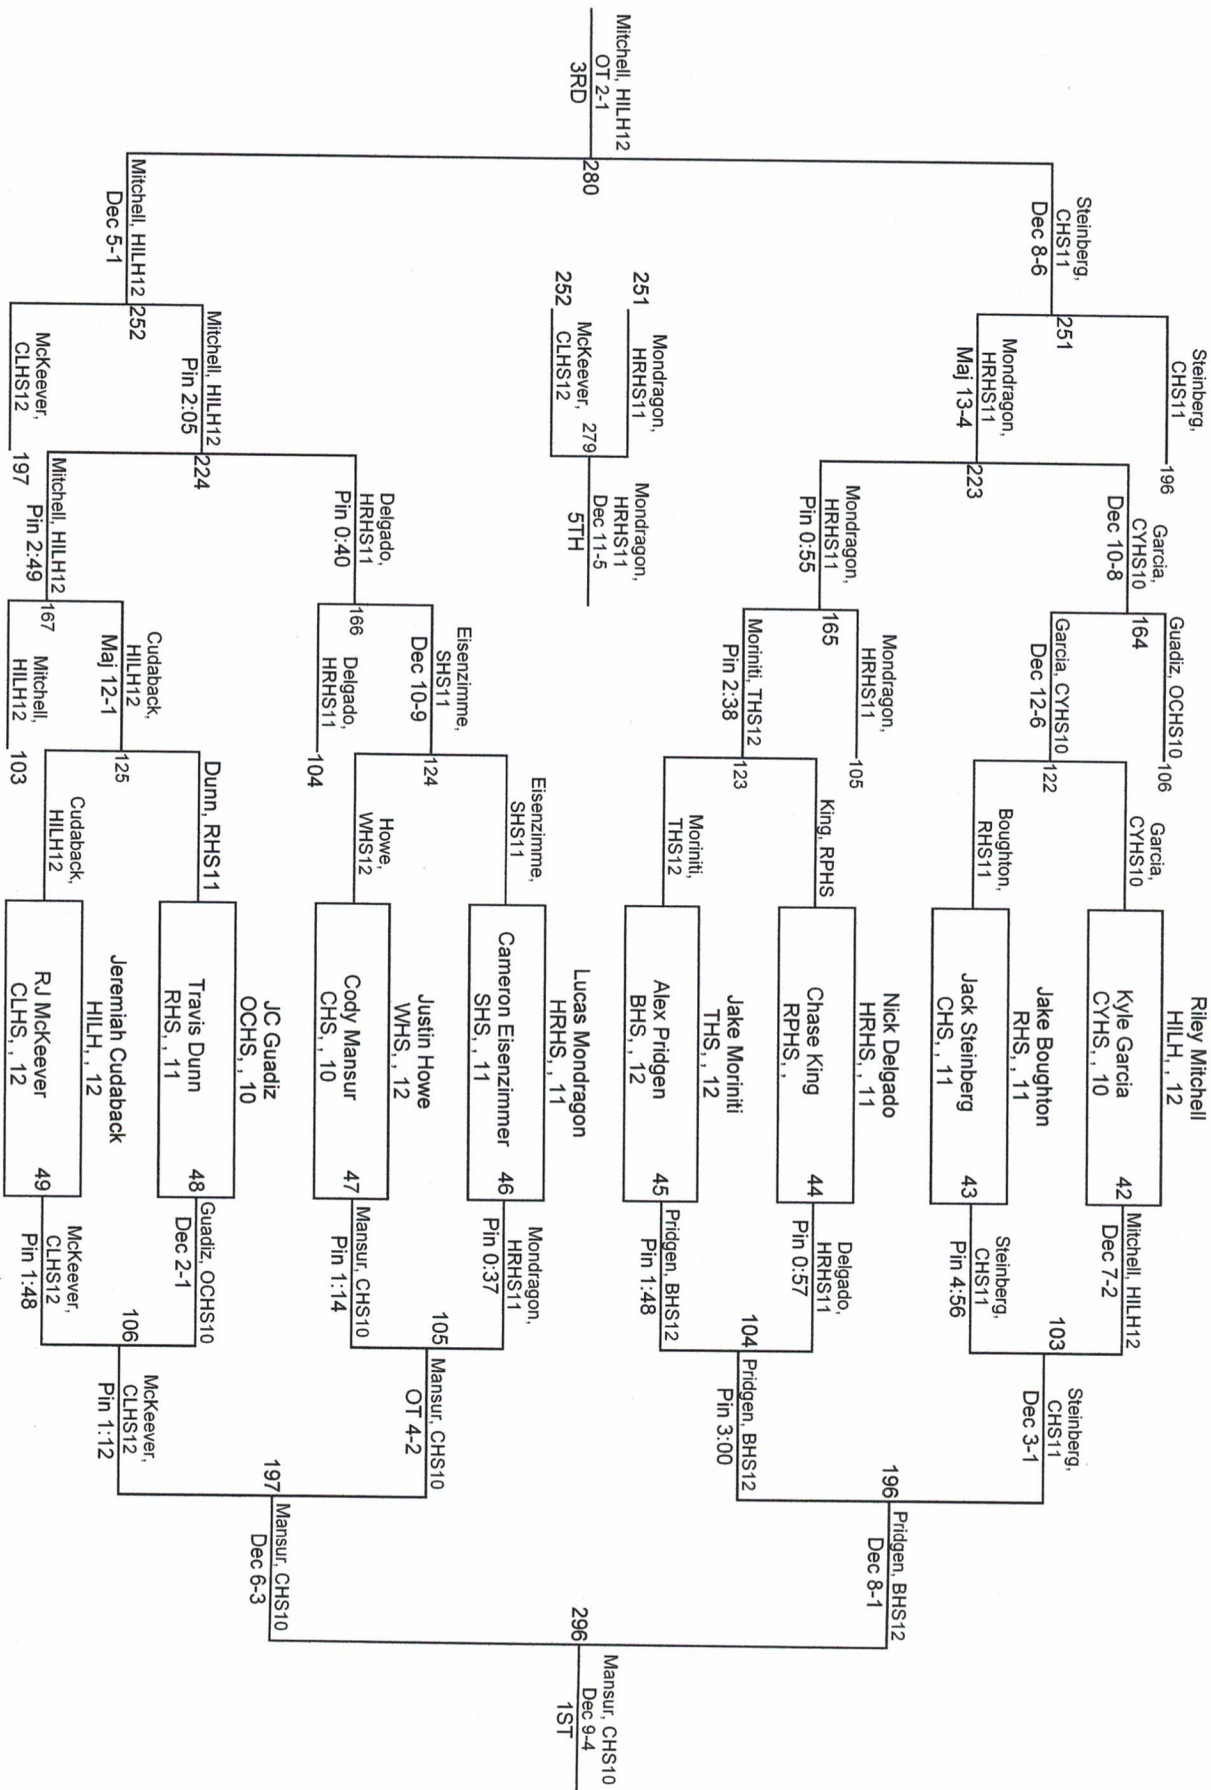 Mitchell, HILH12
OT 2-1
3RD
280
Steinberg,
CHS11
Dec 8-6
Mitchell, HILH12
Dec 5-1
251
Mondragon,
HRHS11
252
McKeever,
CLHS12
279
Mondragon,
HRHS11
Dec 11-5
5TH
Steinberg,
CHS11
196
251
Mondragon,
HRHS11
Maj 13-4
252
Mitchell, HILH12
Pin 2:05
McKeever,
CLHS12
197
223
Garcia,
CYHS10
Dec 10-8
Mondragon,
HRHS11
Pin 0:55
224
Delgado,
HRHS11
Pin 0:40
Mitchell, HILH12
Pin 2:49
Guadiz, OCHS10
106
164
Garcia, CYHS10
Dec 12-6
Mondragon,
HRHS11
105
165
Moriniti, THS12
Pin 2:38
Eisenzimme,
SHS11
Dec 10-9
166
Delgado,
HRHS11
104
Cudaback,
HILH12
Maj 12-1
167
Mitchell,
HILH12
103
Garcia,
CYHS10
122
Boughton,
RHS11
King, RPHS
123
Moriniti,
THS12
Eisenzimme,
SHS11
124
Howe,
WHS12
Dunn, RHS11
125
Cudaback,
HILH12
Riley Mitchell
HILH, , 12
Kyle Garcia
CYHS, , 10
42
Jake Boughton
RHS, , 11
Jack Steinberg
CHS, , 11
43
Nick Delgado
HRHS, , 11
Chase King
RPHS, ,
44
Jake Moriniti
THS, , 12
Alex Pridgen
BHS, , 12
45
Lucas Mondragon
HRHS, , 11
Cameron Eisenzimmer
SHS, , 11
46
Justin Howe
WHS, , 12
Cody Mansur
CHS, , 10
47
JC Guadiz
OCHS, , 10
Travis Dunn
RHS, , 11
48
Jeremiah Cudaback
HILH, , 12
RJ McKeever
CLHS, , 12
49
Mitchell, HILH12
Dec 7-2
Steinberg,
CHS11
Pin 4:56
Delgado,
HRHS11
Pin 0:57
Pridgen, BHS12
Pin 1:48
Mondragon,
HRHS11
Pin 0:37
Mansur, CHS10
Pin 1:14
Guadiz, OCHS10
Dec 2-1
McKeever,
CLHS12
Pin 1:48
103
Steinberg,
CHS11
Dec 3-1
104
Pridgen, BHS12
Pin 3:00
105
Mansur, CHS10
OT 4-2
106
McKeever,
CLHS12
Pin 1:12
196
Pridgen, BHS12
Dec 8-1
197
Mansur, CHS10
Dec 6-3
296
Mansur, CHS10
Dec 9-4
1ST